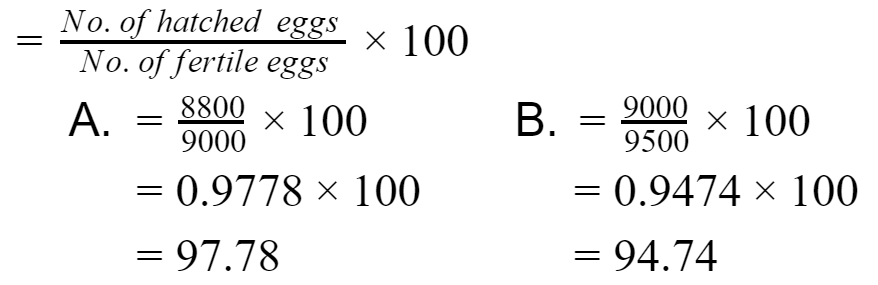 = No. of hatched eggs / No. of fertile eggs × 100
A. = 8800 / 9000 × 100 B. = 9000 / 9500 × 100
= 0.9778 × 100 = 0.9474 × 100
= 97.78 = 94.74